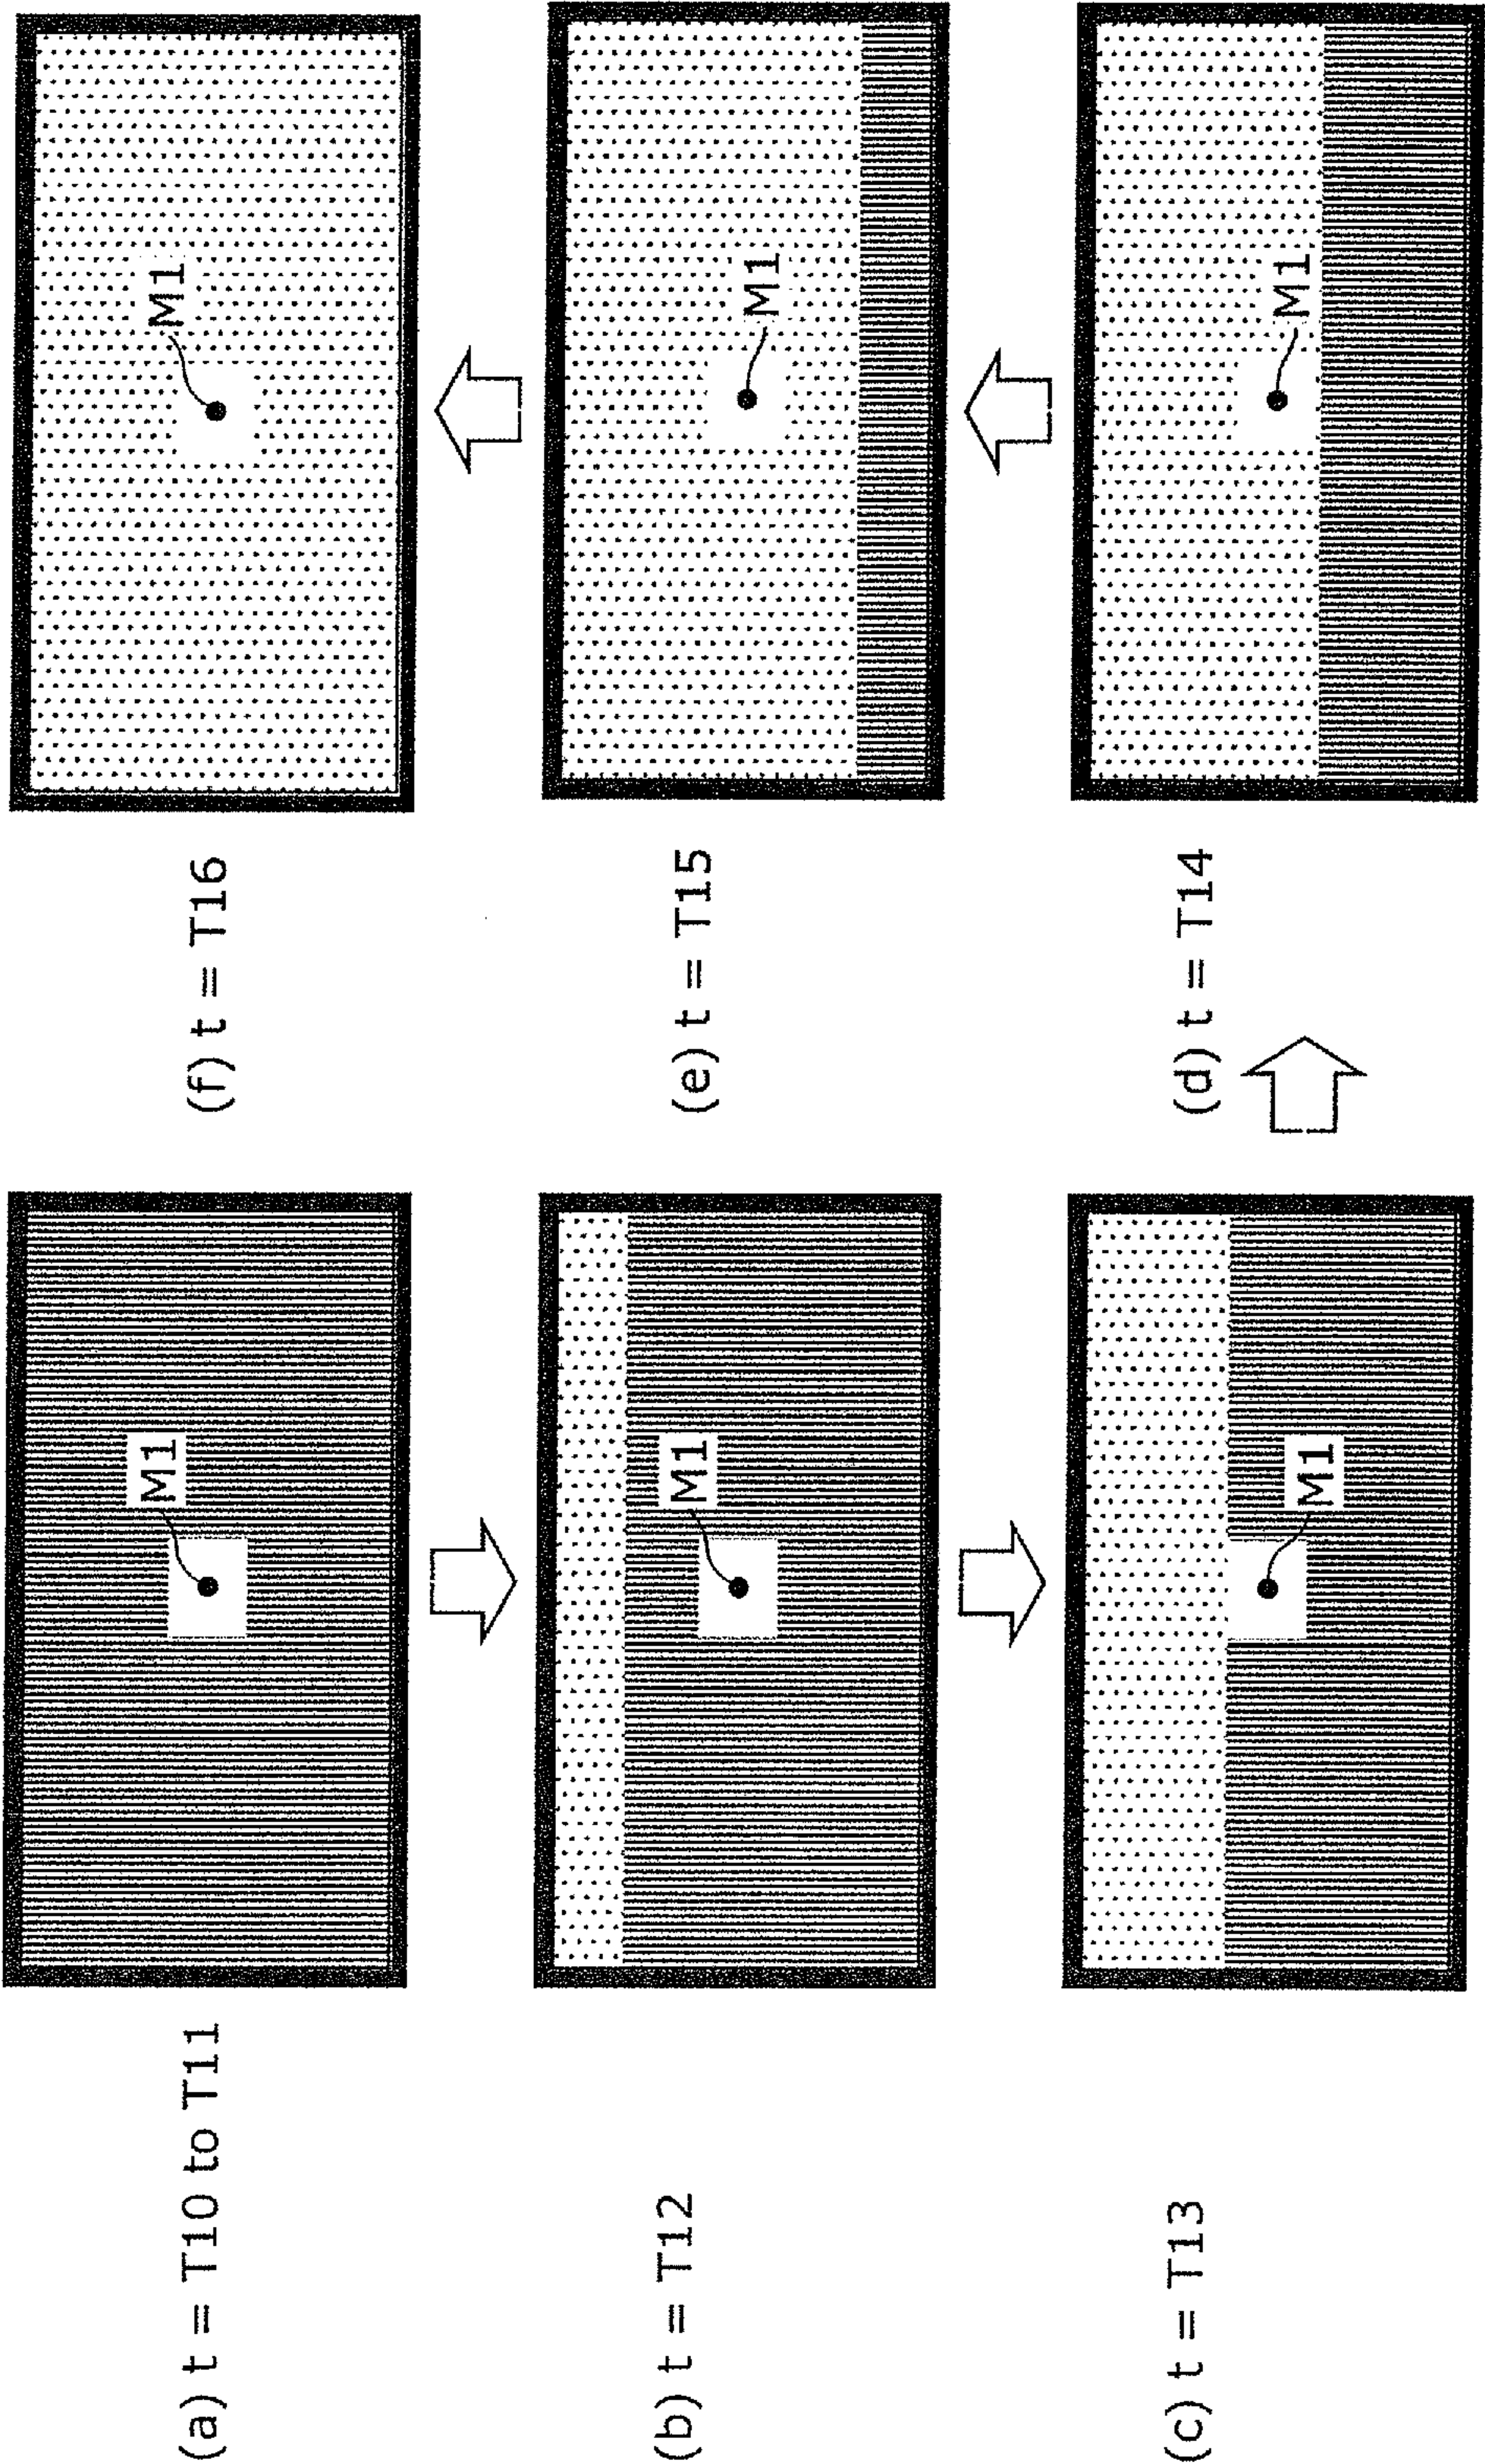 (a) t = T10 to T11
M1
(b) t = T12
M1
(c) t = T13
M1
(d) t = T14
M1
(e) t = T15
M1
(f) t = T16
M1